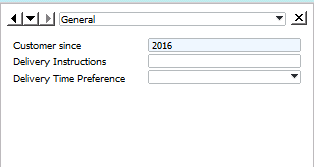 General
Customer since 2016
Delivery Instructions
Delivery Time Preference